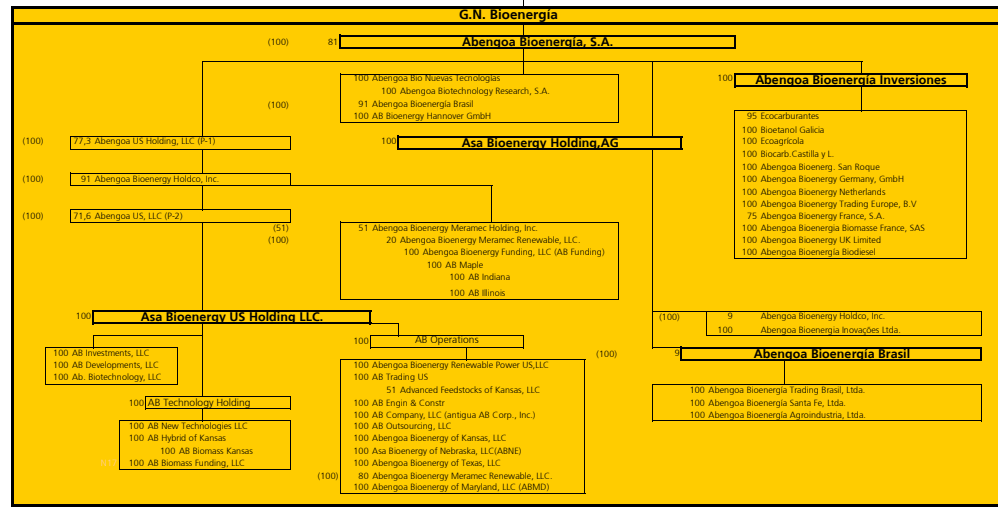 G.N. Bioenergía
(100) 81 Abengoa Bioenergía, S.A.
100 Abengoa Bio Nuevas Tecnologías
100 Abengoa Biotechnology Research, S.A.
(100) 91 Abengoa Bioenergía Brasil
100 AB Bioenergy Hannover GmbH
100 Abengoa Bioenergía Inversiones
95 Ecocarburantes
100 Bioetanol Galicia
100 Ecoagrícola
100 Biocarb.Castilla y L.
100 Abengoa Bioenerg. San Roque
100 Abengoa Bioenergy Germany, GmbH
100 Abengoa Bioenergy Netherlands
100 Abengoa Bioenergy Trading Europe, B.V
75 Abengoa Bioenergy France, S.A.
100 Abengoa Bioenergia Biomasse France, SAS
100 Abengoa Bioenergy UK Limited
100 Abengoa Bioenergía Biodiesel
(100) 77,3 Abengoa US Holding, LLC (P-1)
100 Asa Bioenergy Holding,AG
(100) 91 Abengoa Bioenergy Holdco, Inc.
(100) 71,6 Abengoa US, LLC (P-2)
(51) 51 Abengoa Bioenergy Meramec Holding, Inc.
(100) 20 Abengoa Bioenergy Meramec Renewable, LLC.
100 Abengoa Bioenergy Funding, LLC (AB Funding)
100 AB Maple
100 AB Indiana
100 AB Illinois
100 Asa Bioenergy US Holding LLC.
(100) 9 Abengoa Bioenergy Holdco, Inc.
100 Abengoa Bioenergia Inovações Ltda.
100 AB Operations
(100) 9 Abengoa Bioenergía Brasil
100 AB Investments, LLC
100 AB Developments, LLC
100 Ab. Biotechnology, LLC
100 Abengoa Bioenergy Renewable Power US,LLC
100 AB Trading US
51 Advanced Feedstocks of Kansas, LLC
100 AB Engin & Constr
100 AB Company, LLC (antigua AB Corp., Inc.)
100 AB Outsourcing, LLC
100 Abengoa Bioenergy of Kansas, LLC
100 Asa Bioenergy of Nebraska, LLC(ABNE)
100 Abengoa Bioenergy of Texas, LLC
(100) 80 Abengoa Bioenergy Meramec Renewable, LLC.
100 Abengoa Bioenergy of Maryland, LLC (ABMD)
100 Abengoa Bioenergía Trading Brasil, Ltda.
100 Abengoa Bioenergía Santa Fe, Ltda.
100 Abengoa Bioenergía Agroindustria, Ltda.
100 AB Technology Holding
100 AB New Technologies LLC
100 AB Hybrid of Kansas
100 AB Biomass Kansas
100 AB Biomass Funding, LLC